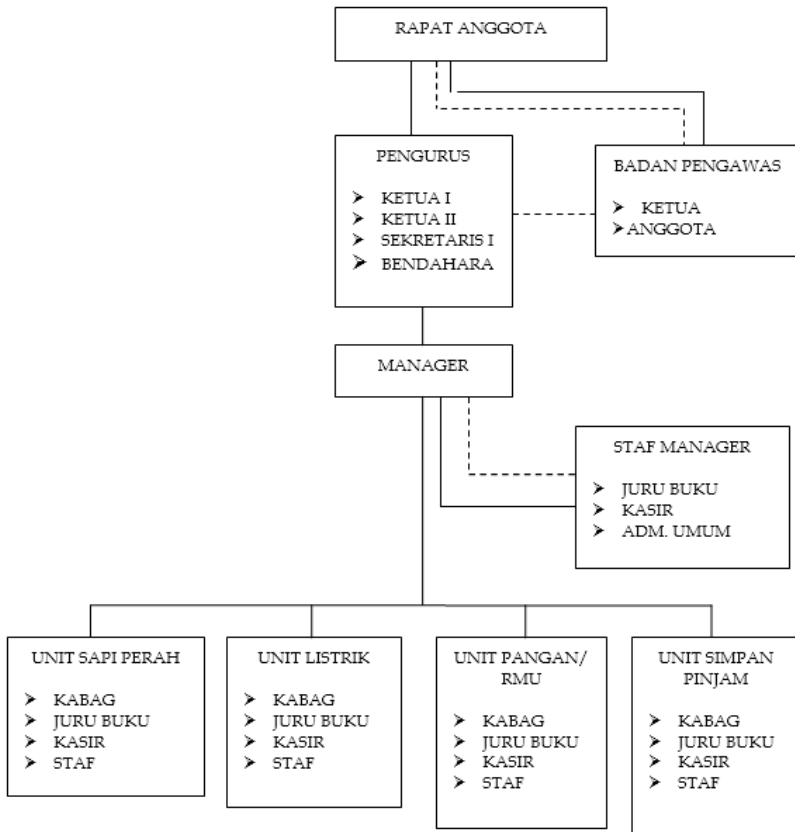 RAPAT ANGGOTA
PENGURUS
KETUA I
KETUA II
SEKRETARIS I
BENDAHARA
BADAN PENGAWAS
KETUA
ANGGOTA
MANAGER
STAF MANAGER
JURU BUKU
KASIR
ADM. UMUM
UNIT SAPI PERAH
KABAG
JURU BUKU
KASIR
STAF
UNIT LISTRIK
KABAG
JURU BUKU
KASIR
STAF
UNIT PANGAN/
RMU
KABAG
JURU BUKU
KASIR
STAF
UNIT SIMPAN
PINJAM
KABAG
JURU BUKU
KASIR
STAF